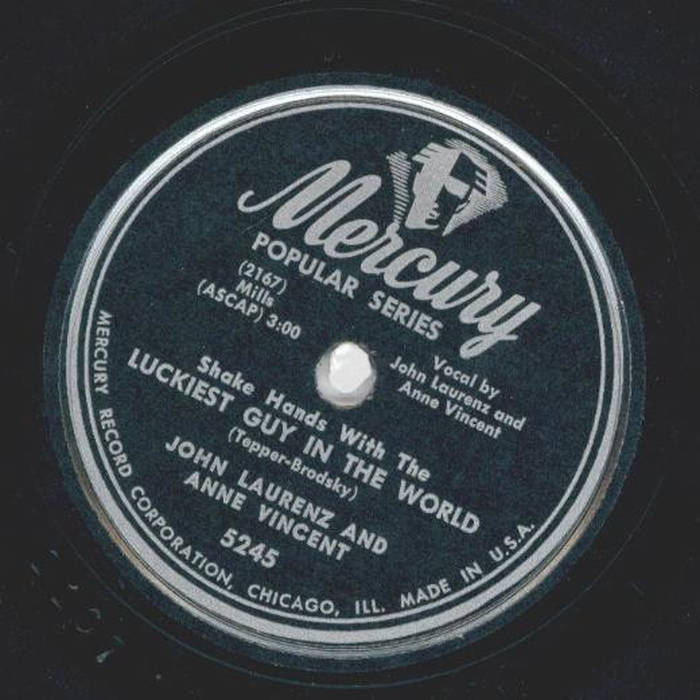 Mercury
POPULAR SERIES
(2167)
Mills
(ASCAP) 3:00
Vocal by
John Laurenz and
Anne Vincent
Shake Hands With The
LUCKIEST GUY IN THE WORLD
(Tepper-Brodsky)
JOHN LAURENZ AND
ANNE VINCENT
5245
MERCURY RECORD CORPORATION, CHICAGO, ILL. MADE IN U.S.A.